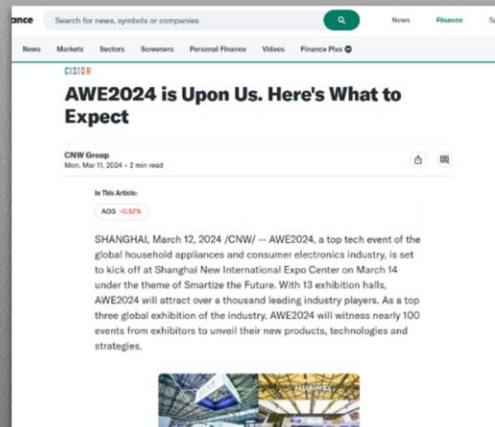 ance
Search for news, symbols or companies
News
Finance
Sp
News
Markets
Sectors
Screeners
Personal Finance
Videos
Finance Plus
CISION
AWE2024 is Upon Us. Here's What to
Expect
CNW Group
Mon, Mar 11, 2024 • 2 min read
In This Article:
AOS -0.57%
SHANGHAI, March 12, 2024 /CNW/ -- AWE2024, a top tech event of the
global household appliances and consumer electronics industry, is set
to kick off at Shanghai New International Expo Center on March 14
under the theme of Smartize the Future. With 13 exhibition halls,
AWE2024 will attract over a thousand leading industry players. As a top
three global exhibition of the industry, AWE2024 will witness nearly 100
events from exhibitors to unveil their new products, technologies and
strategies.
HUAWEI